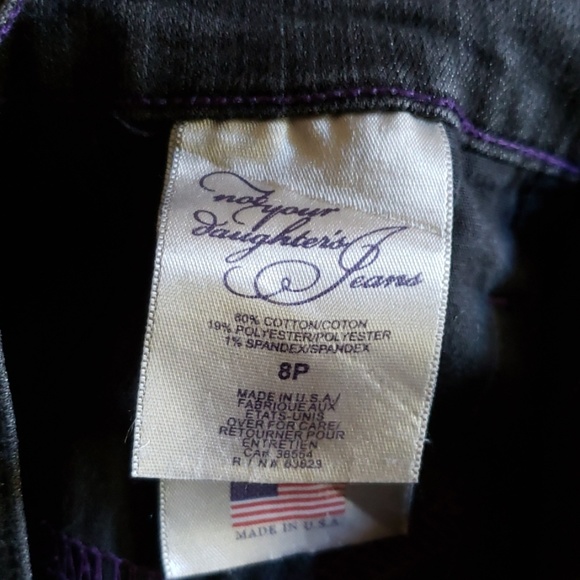 not your
daughter's
Jeans
80% COTTON/COTON
19% POLYESTER/POLYESTER
1% SPANDEX/SPANDEX
8P
MADE IN U.S.A./
FABRIQUE AUX
ETATS-UNIS
OVER FOR CARE/
RETOURNER POUR
ENTRETIEN
CA# 36554
R T N# 63823
MADE IN U.S.A.